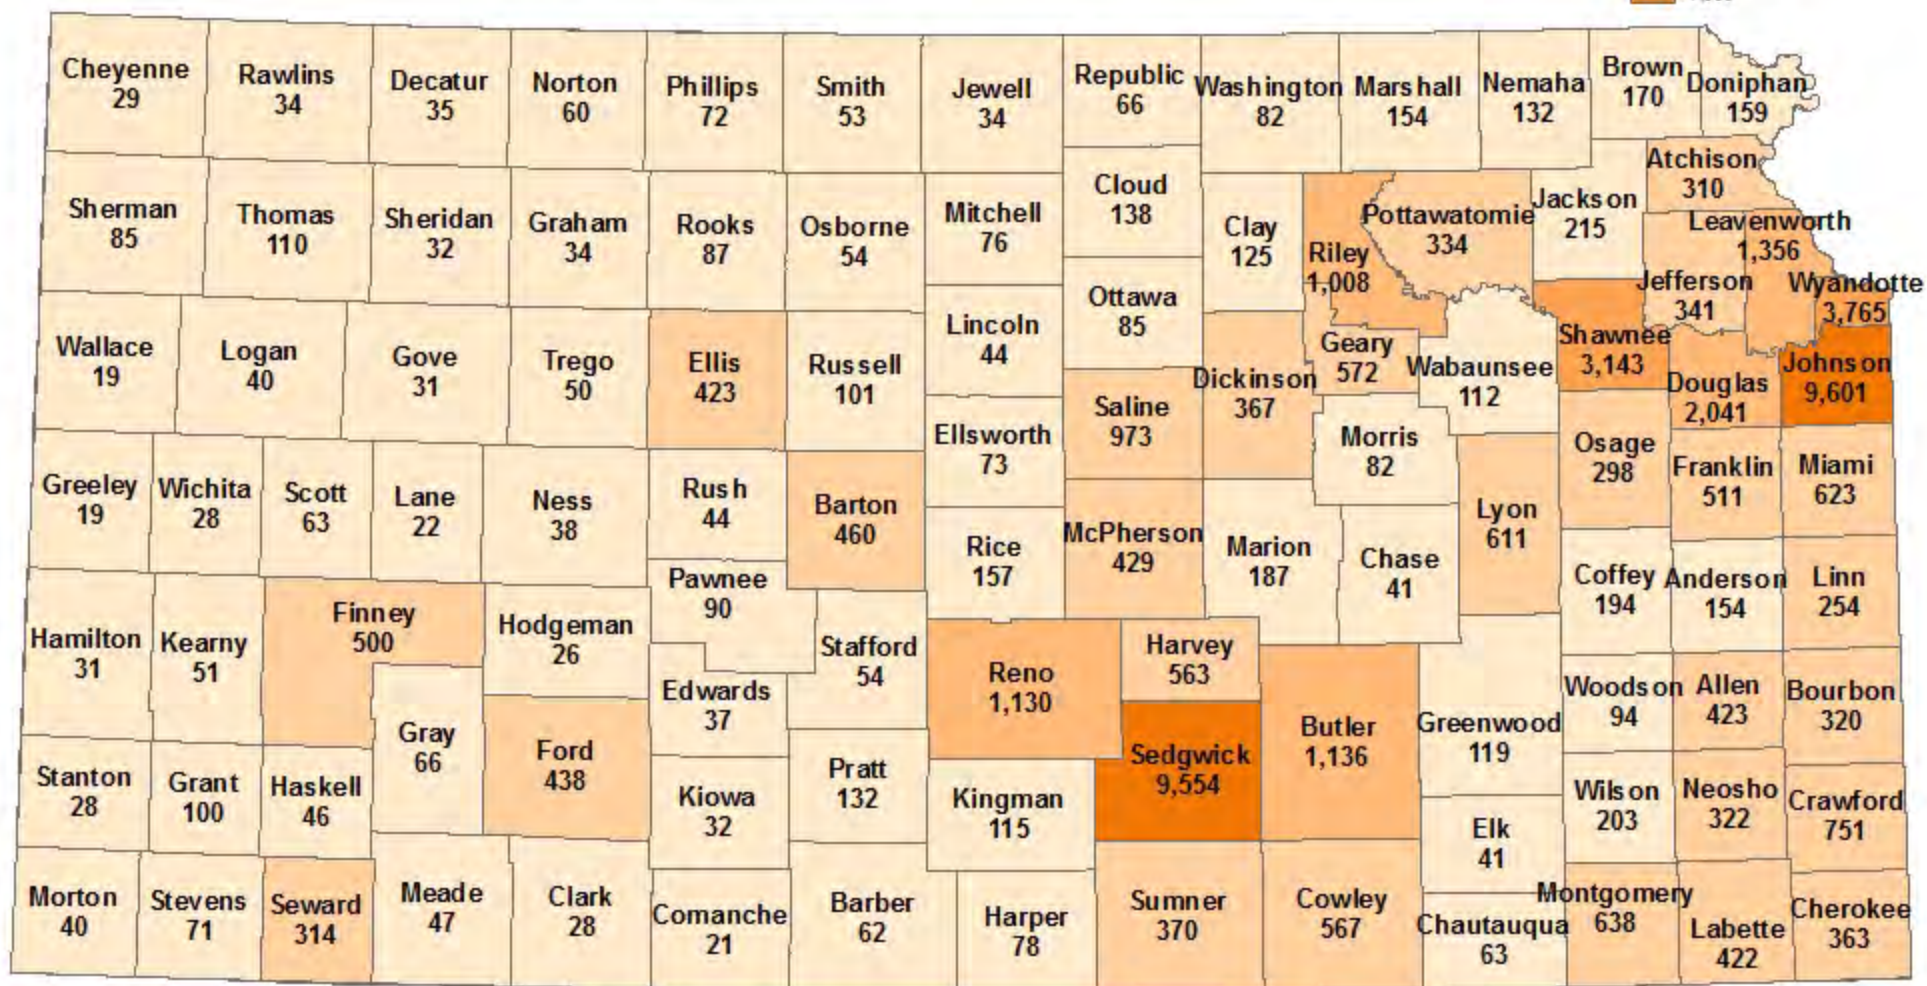 Cheyenne
29
Rawlins
34
Decatur
35
Norton
60
Phillips
72
Smith
53
Jewell
34
Republic
66
Washington
82
Marshall
154
Nemaha
132
Brown
170
Doniphan
159
Sherman
85
Thomas
110
Sheridan
32
Graham
34
Rooks
87
Osborne
54
Mitchell
76
Cloud
138
Clay
125
Riley
1,008
Pottawatomie
334
Jackson
215
Atchison
310
Leavenworth
1,356
Jefferson
341
Wyandotte
3,765
Wallace
19
Logan
40
Gove
31
Trego
50
Ellis
423
Russell
101
Lincoln
44
Ottawa
85
Saline
973
Dickinson
367
Geary
572
Wabaunsee
112
Shawnee
3,143
Douglas
2,041
Johnson
9,601
Greeley
19
Wichita
28
Scott
63
Lane
22
Ness
38
Rush
44
Barton
460
Ellsworth
73
Rice
157
McPherson
429
Marion
187
Morris
82
Chase
41
Lyon
611
Osage
298
Franklin
511
Miami
623
Coffey
194
Anderson
154
Linn
254
Hamilton
31
Kearny
51
Finney
500
Hodgeman
26
Pawnee
90
Edwards
37
Stafford
54
Reno
1,130
Harvey
563
Sedgwick
9,554
Butler
1,136
Greenwood
119
Woodson
94
Allen
423
Bourbon
320
Stanton
28
Grant
100
Haskell
46
Gray
66
Ford
438
Kiowa
32
Pratt
132
Kingman
115
Elk
41
Wilson
203
Neosho
322
Crawford
751
Morton
40
Stevens
71
Seward
314
Meade
47
Clark
28
Comanche
21
Barber
62
Harper
78
Sumner
370
Cowley
567
Chautauqua
63
Montgomery
638
Labette
422
Cherokee
363